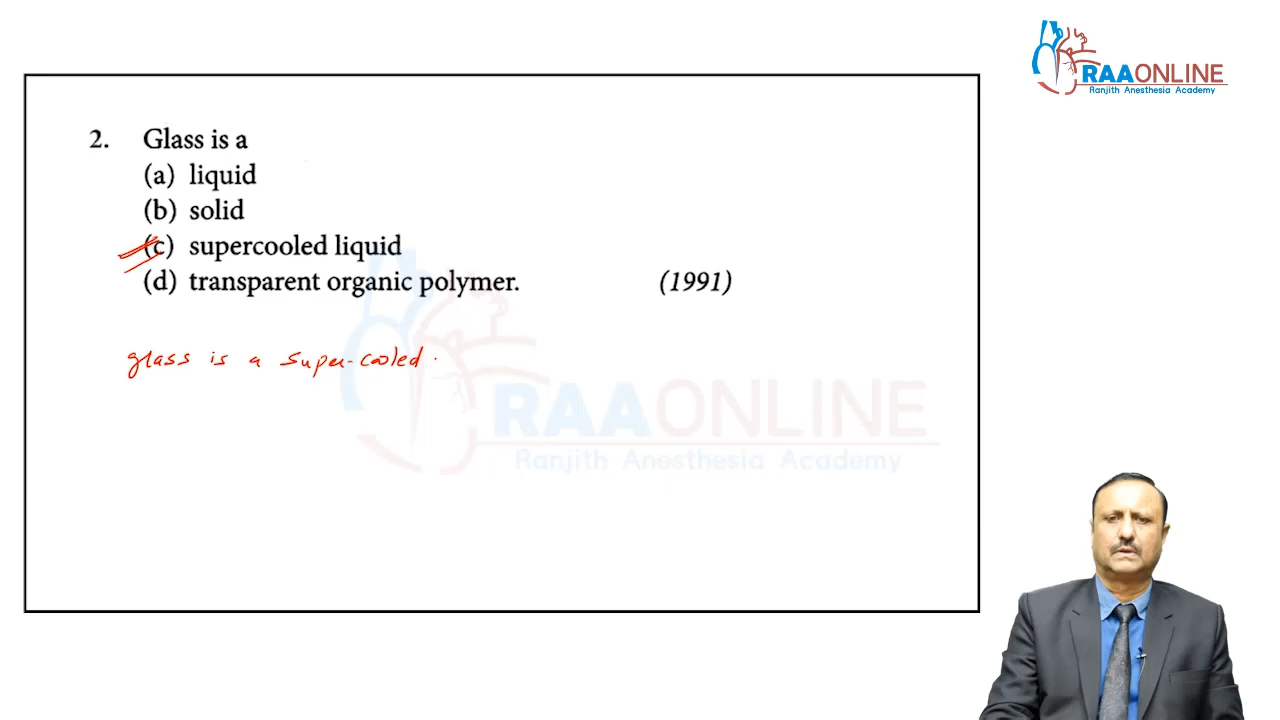 RAAONLINE
Ranjith Anesthesia Academy
2. Glass is a
(a) liquid
(b) solid
(c) supercooled liquid
(d) transparent organic polymer. (1991)
glass is a super-cooled.
RAAONLINE
Ranjith Anesthesia Academy